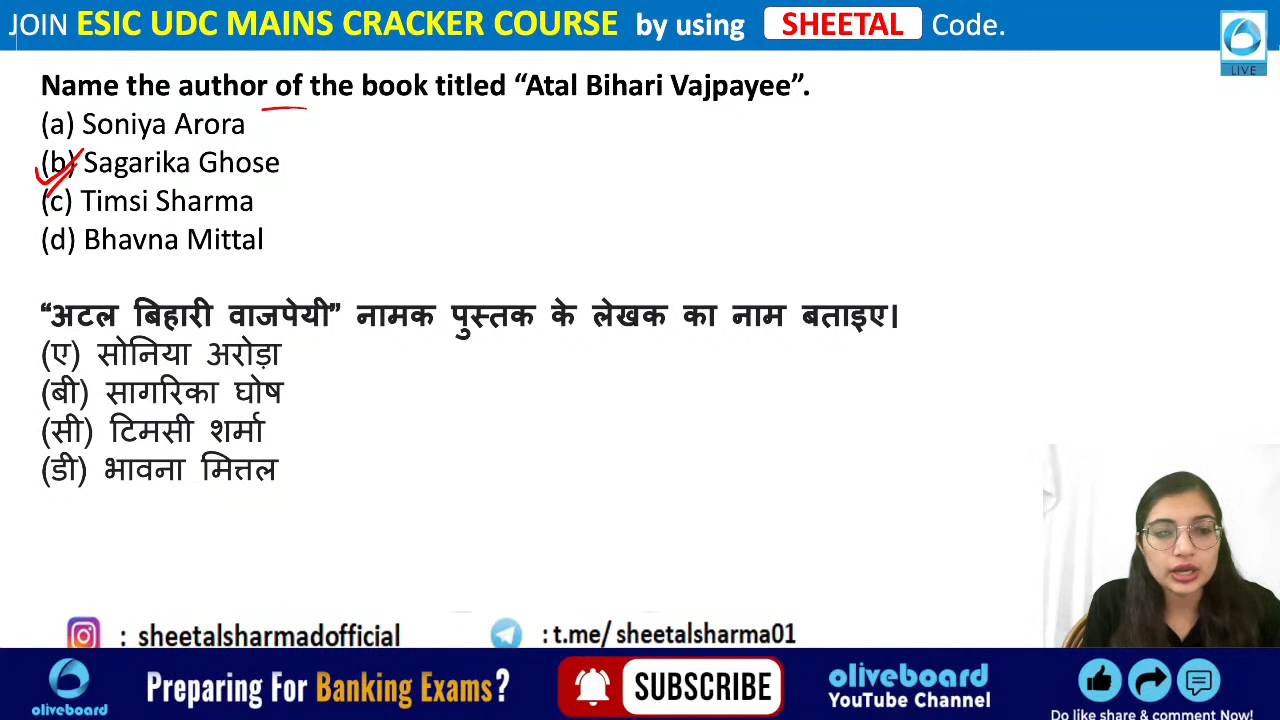 JOIN ESIC UDC MAINS CRACKER COURSE by using SHEETAL Code.
LIVE
Name the author of the book titled “Atal Bihari Vajpayee”.
(a) Soniya Arora
(b) Sagarika Ghose
(c) Timsi Sharma
(d) Bhavna Mittal
“अटल बिहारी वाजपेयी” नामक पुस्तक के लेखक का नाम बताइए।
(ए) सोनिया अरोड़ा
(बी) सागरिका घोष
(सी) टिमसी शर्मा
(डी) भावना मित्तल
: sheetalsharmadofficial : t.me/ sheetalsharma01
oliveboard Preparing For Banking Exams? SUBSCRIBE oliveboard
YouTube Channel
Do like share & comment Now!